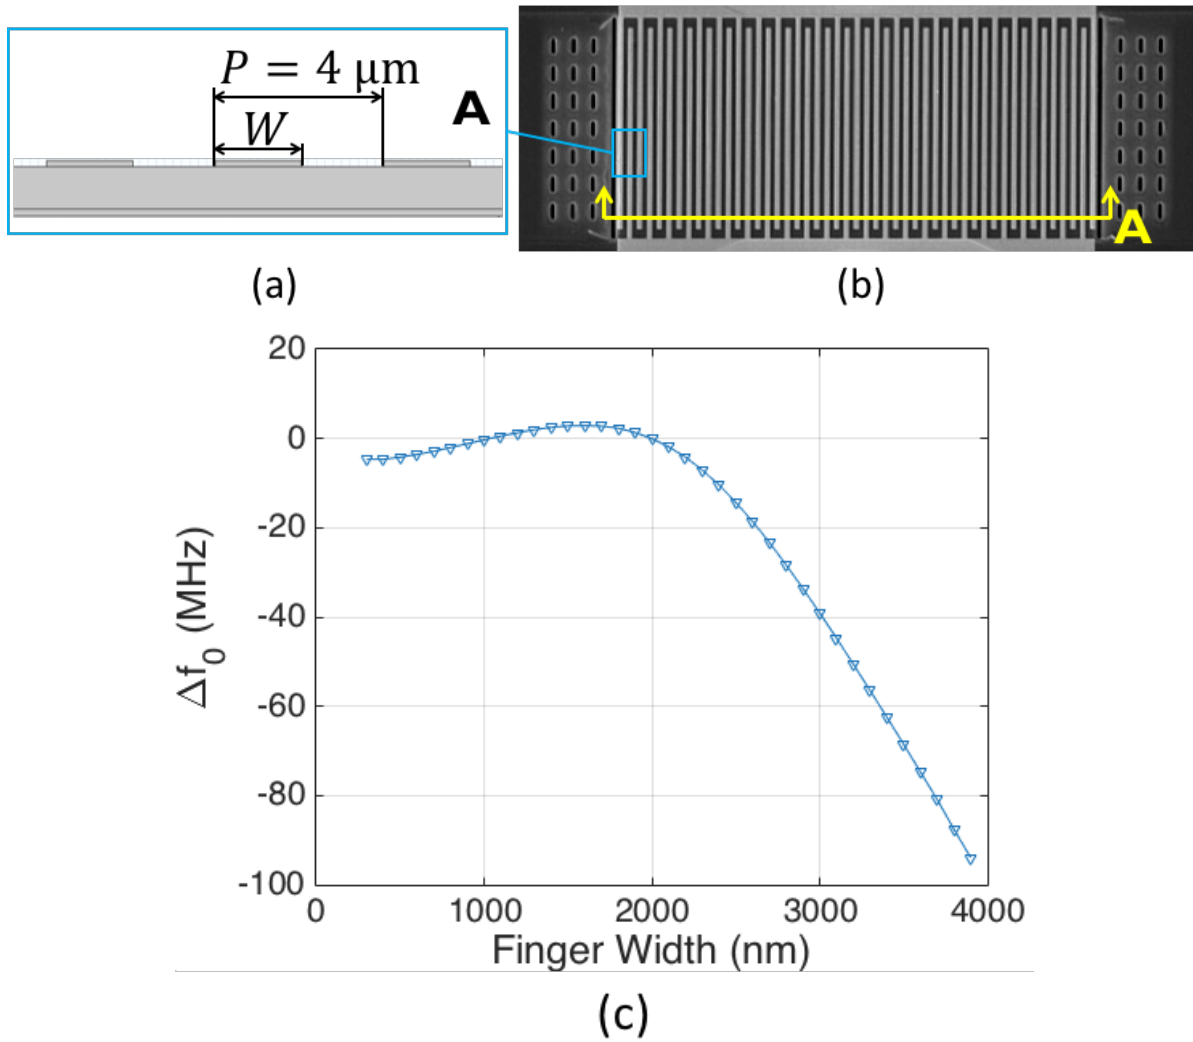 P = 4 μm
W
A
A
(a)
(b)
20
0
-20
-40
-60
-80
-100
Δf₀ (MHz)
0 1000 2000 3000 4000
Finger Width (nm)
(c)